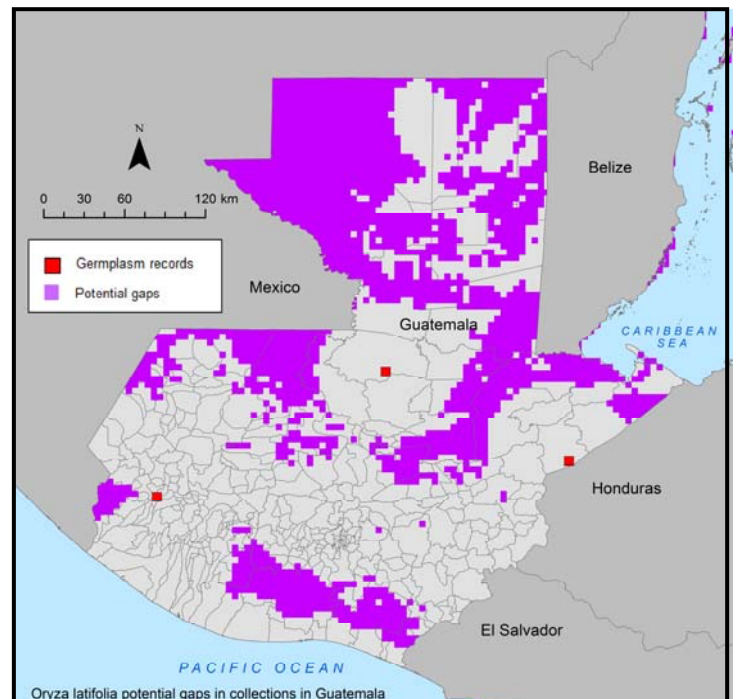 N
0 30 60 120 km
Belize
Germplasm records
Potential gaps
Mexico
Guatemala
CARIBBEAN
SEA
Honduras
El Salvador
PACIFIC OCEAN
Oryza latifolia potential gaps in collections in Guatemala